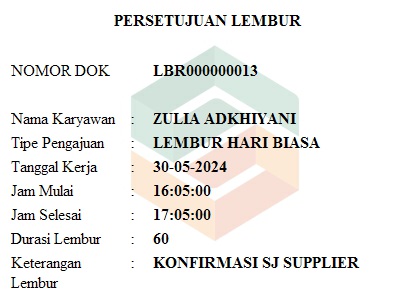 PERSETUJUAN LEMBUR
NOMOR DOK LBR000000013
Nama Karyawan : ZULIA ADKHIYANI
Tipe Pengajuan : LEMBUR HARI BIASA
Tanggal Kerja : 30-05-2024
Jam Mulai : 16:05:00
Jam Selesai : 17:05:00
Durasi Lembur : 60
Keterangan : KONFIRMASI SJ SUPPLIER
Lembur